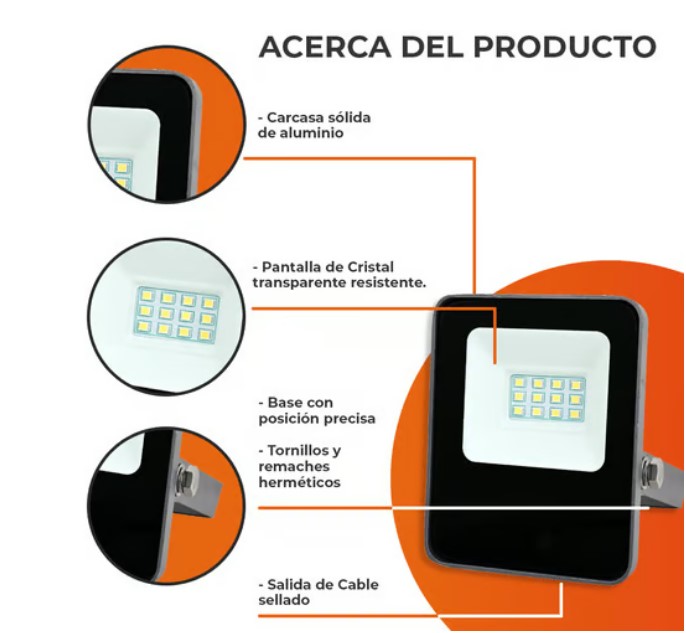 ACERCA DEL PRODUCTO
- Carcasa sólida
de aluminio
- Pantalla de Cristal
transparente resistente.
- Base con
posición precisa
- Tornillos y
remaches
herméticos
- Salida de Cable
sellado